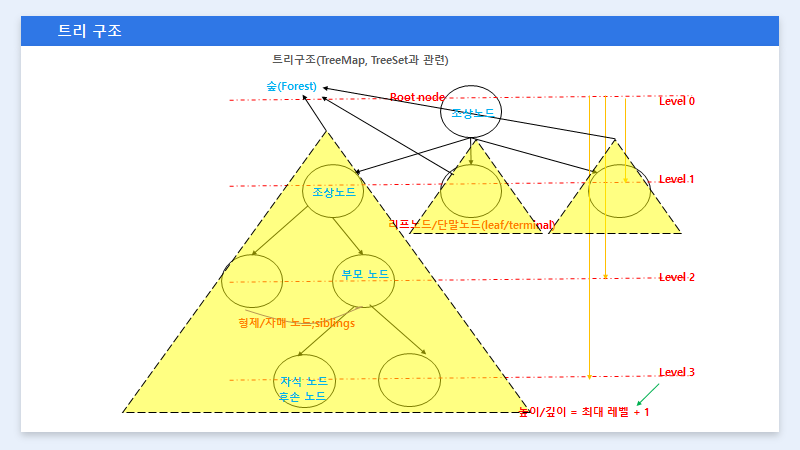 트리 구조
트리구조(TreeMap, TreeSet과 관련)
숲(Forest)
Root node
Level 0
조상노드
Level 1
조상노드
리프노드/단말노드(leaf/terminal)
부모 노드
Level 2
형제/자매 노드,siblings
Level 3
자식 노드
후손 노드
높이/깊이 = 최대 레벨 + 1